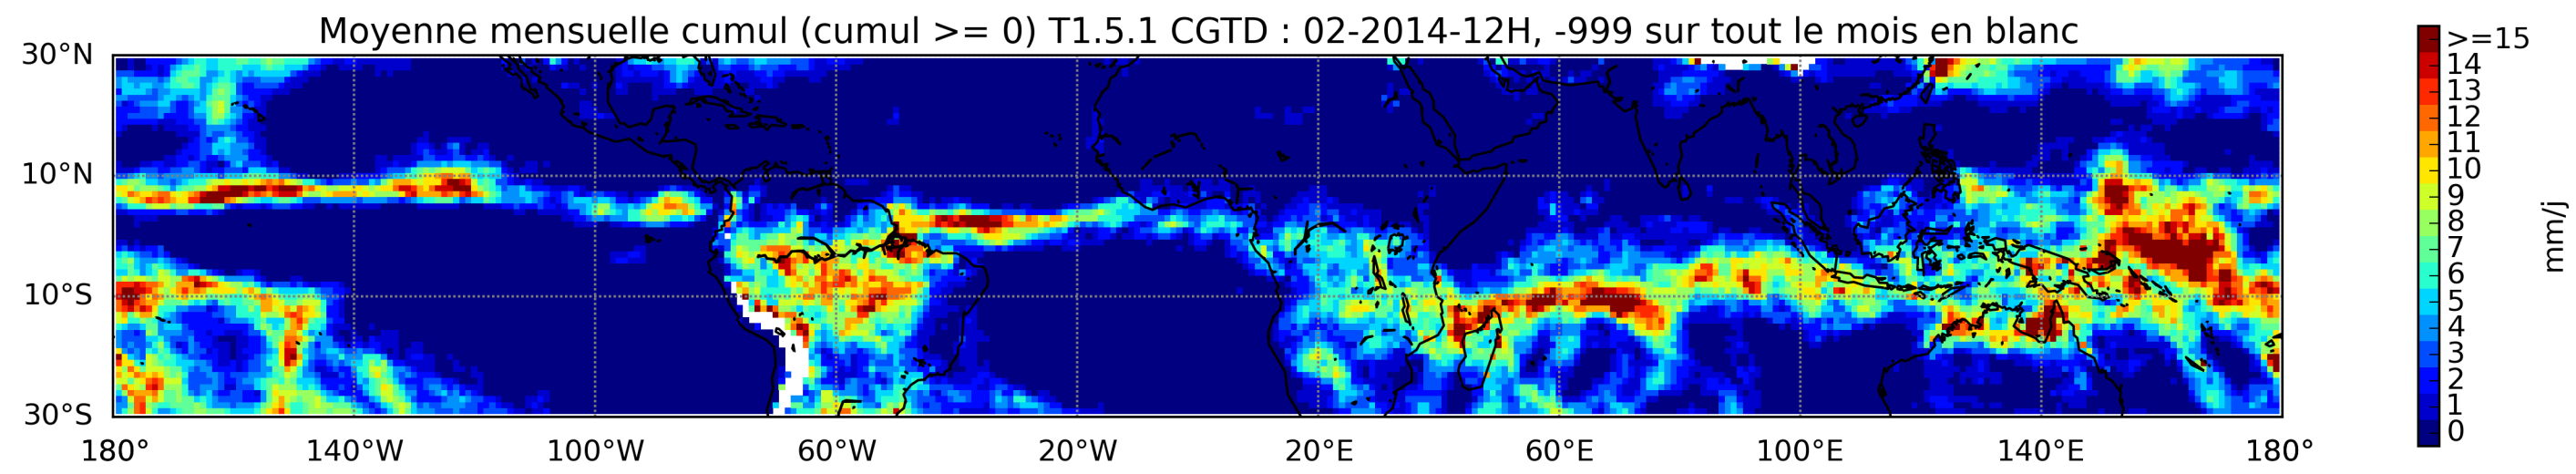 Moyenne mensuelle cumul (cumul >= 0) T1.5.1 CGTD : 02-2014-12H, -999 sur tout le mois en blanc
30°N
10°N
10°S
30°S
180°
140°W
100°W
60°W
20°W
20°E
60°E
100°E
140°E
180°
>=15
14
13
12
11
10
9
8
7
6
5
4
3
2
1
0
mm/j